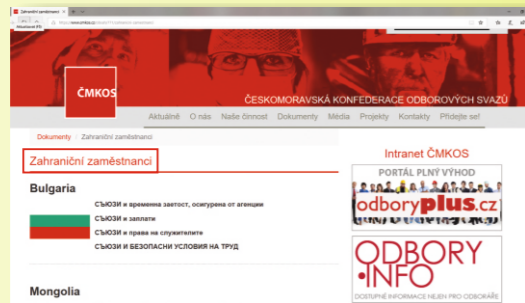 Zahraniční zaměstnanci
ČMKOS
ČESKOMORAVSKÁ KONFEDERACE ODBOROVÝCH SVAZŮ
Aktuálně O nás Naše činnost Dokumenty Média Projekty Kontakty Přidejte se!
Dokumenty / Zahraniční zaměstnanci
Zahraniční zaměstnanci
Bulgaria
СЪЮЗИ и временна заетост, осигурена от агенции
СЪЮЗИ и заплати
СЪЮЗИ и права на служителите
СЪЮЗИ И БЕЗОПАСНИ УСЛОВИЯ НА ТРУД
Mongolia
Intranet ČMKOS
PORTÁL PLNÝ VÝHOD
odboryplus.cz
ODBORY
•INFO
DOSTUPNÉ INFORMACE NEJEN PRO ODBORÁŘE